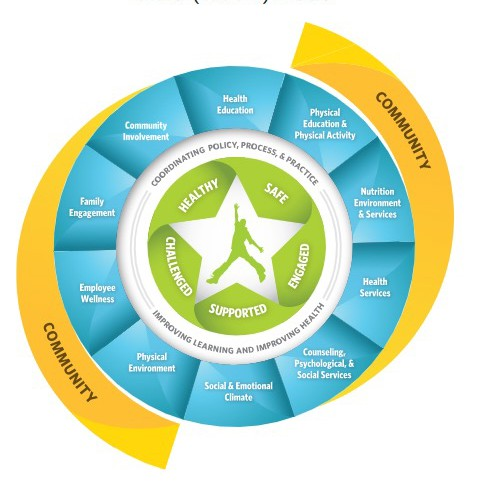 Health
Education
Physical
Education &
Physical Activity
Nutrition
Environment
& Services
Health
Services
Counseling,
Psychological, &
Social Services
Social & Emotional
Climate
Physical
Environment
Employee
Wellness
Family
Engagement
Community
Involvement
COMMUNITY
COMMUNITY
COORDINATING POLICY, PROCESS, & PRACTICE
IMPROVING LEARNING AND IMPROVING HEALTH
HEALTHY
SAFE
ENGAGED
SUPPORTED
CHALLENGED